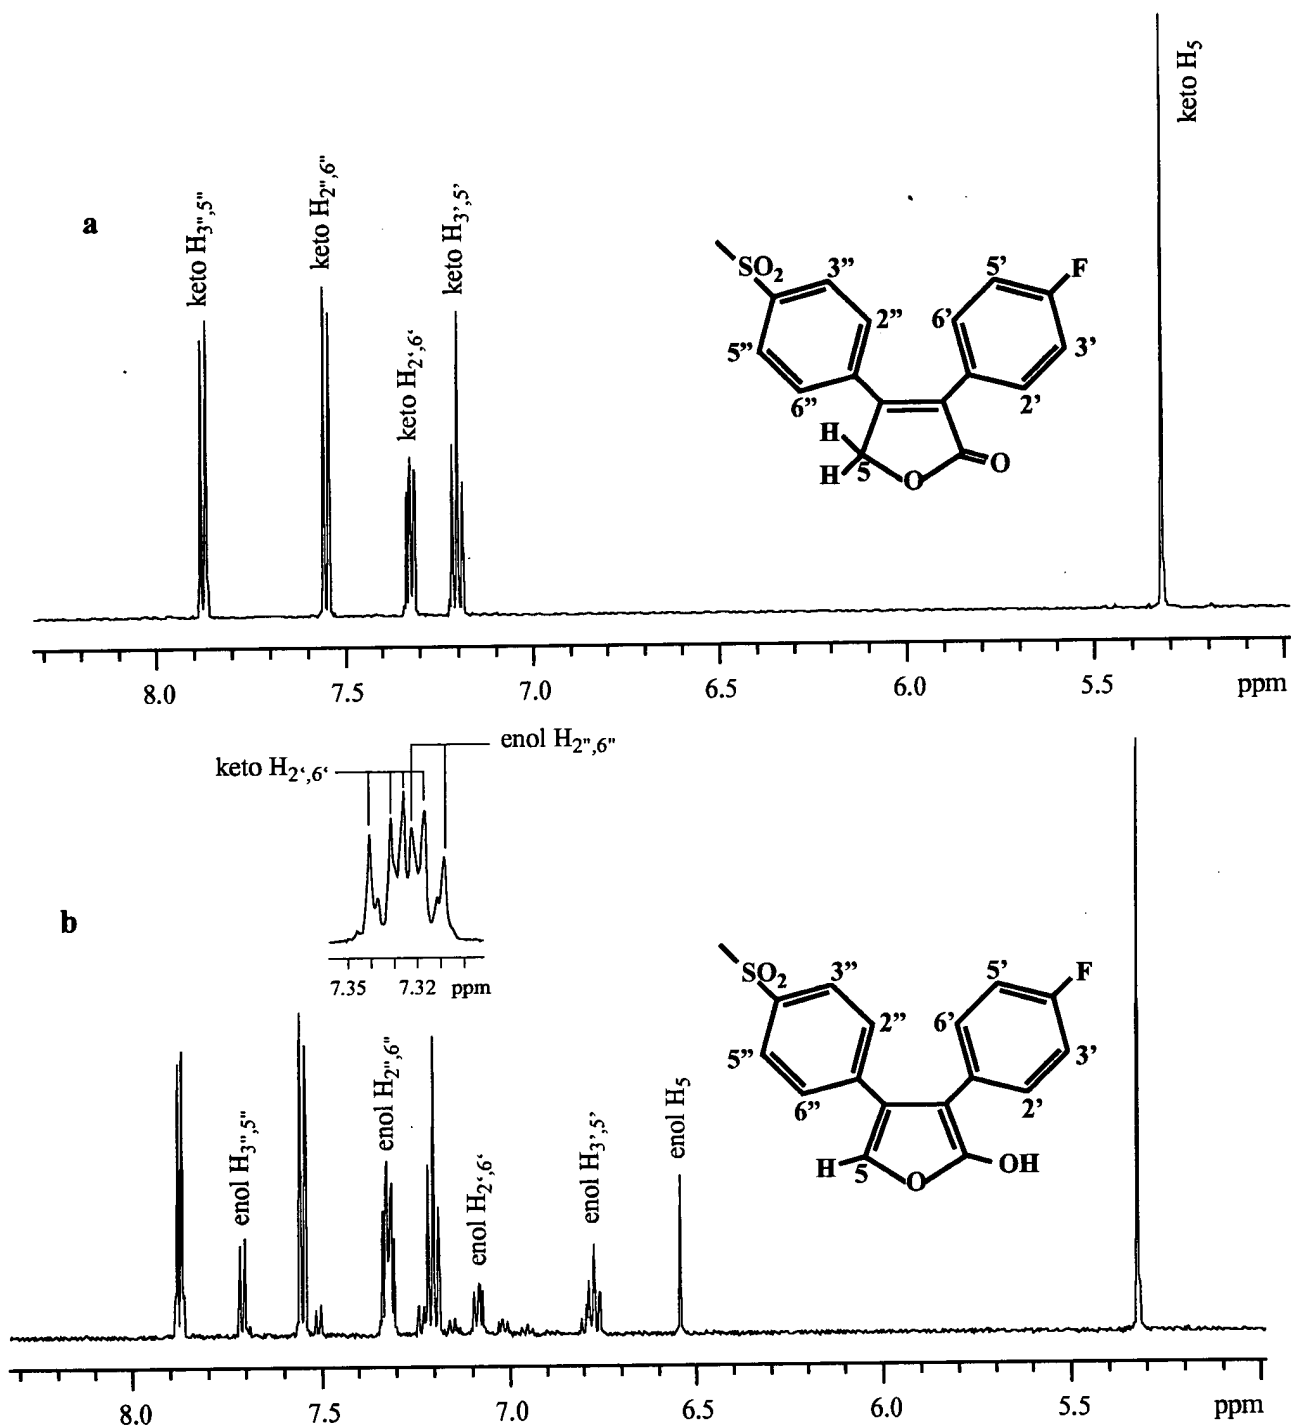 a
keto H3",5"
keto H2",6"
keto H2‘,6‘
keto H3’,5’
keto H5
SO2
3”
2”
5”
6”
5’
F
6’
3’
2’
H
H
5
O
O
8.0 7.5 7.0 6.5 6.0 5.5 ppm
b
keto H2‘,6‘
enol H2",6"
7.35 7.32 ppm
enol H3",5"
enol H2",6"
enol H2‘,6‘
enol H3’,5’
enol H5
SO2
3”
2”
5”
6”
5’
F
6’
3’
2’
H
5
O
OH
8.0 7.5 7.0 6.5 6.0 5.5 ppm